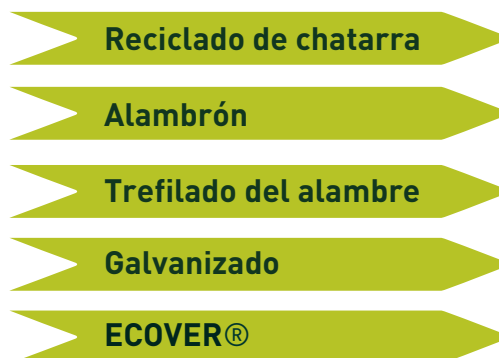 Reciclado de chatarra
Alambrón
Trefilado del alambre
Galvanizado
ECOVER®